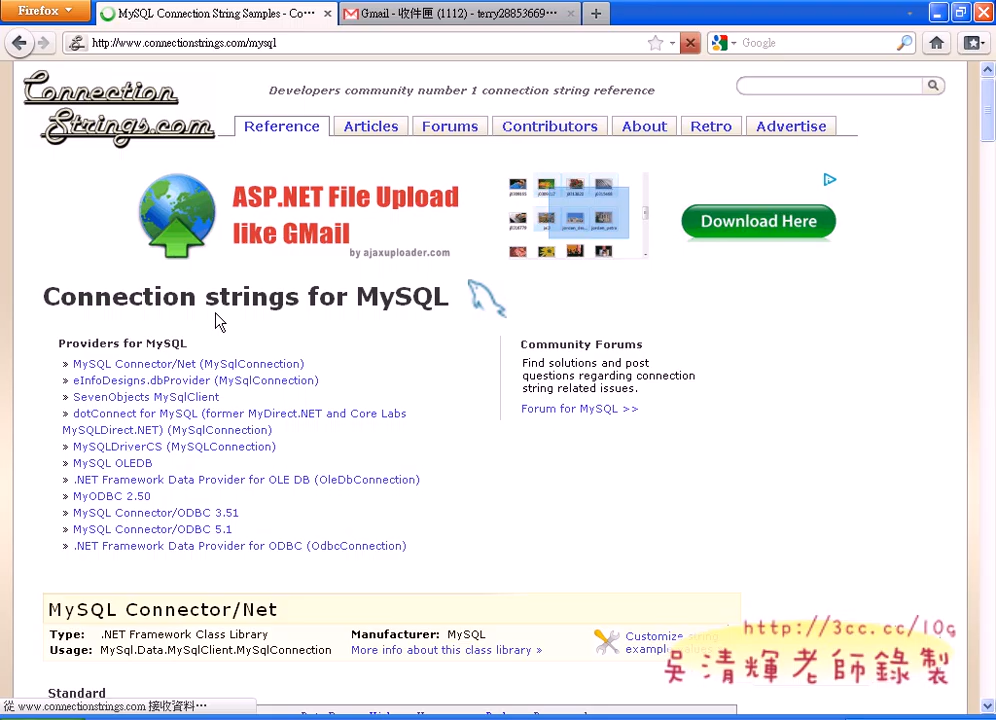 Firefox
MySQL Connection String Samples - Co...
Gmail - 收件匣 (1112) - terry28853669...
http://www.connectionstrings.com/mysql
Google
Connection
Strings.com
Developers community number 1 connection string reference
Reference
Articles
Forums
Contributors
About
Retro
Advertise
ASP.NET File Upload
like GMail
by ajaxuploader.com
Download Here
Connection strings for MySQL
Providers for MySQL
» MySQL Connector/Net (MySqlConnection)
» eInfoDesigns.dbProvider (MySqlConnection)
» SevenObjects MySqlClient
» dotConnect for MySQL (former MyDirect.NET and Core Labs
MySQLDirect.NET) (MySqlConnection)
» MySQLDriverCS (MySQLConnection)
» MySQL OLEDB
» .NET Framework Data Provider for OLE DB (OleDbConnection)
» MyODBC 2.50
» MySQL Connector/ODBC 3.51
» MySQL Connector/ODBC 5.1
» .NET Framework Data Provider for ODBC (OdbcConnection)
Community Forums
Find solutions and post
questions regarding connection
string related issues.
Forum for MySQL >>
MySQL Connector/Net
Type: .NET Framework Class Library
Usage: MySql.Data.MySqlClient.MySqlConnection
Manufacturer: MySQL
More info about this class library »
Customize string
example
http://3cc.cc/10g
吳清輝老師錄製
Standard
從 www.connectionstrings.com 接收資料...